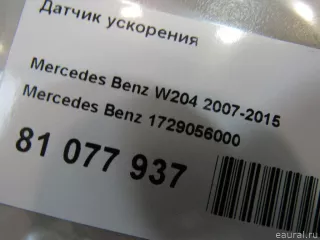 Датчик ускорения
Mercedes Benz W204 2007-2015
Mercedes Benz 1729056000
81 077 937
eaural.ru